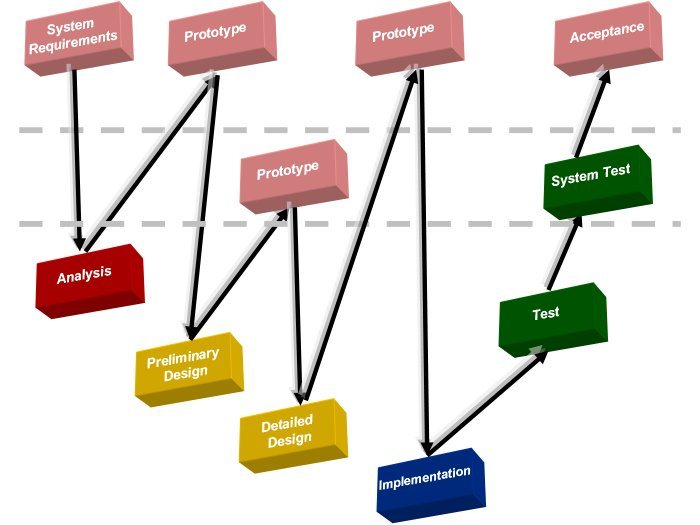 System
Requirements
Prototype
Prototype
Acceptance
Prototype
System Test
Analysis
Test
Preliminary
Design
Detailed
Design
Implementation